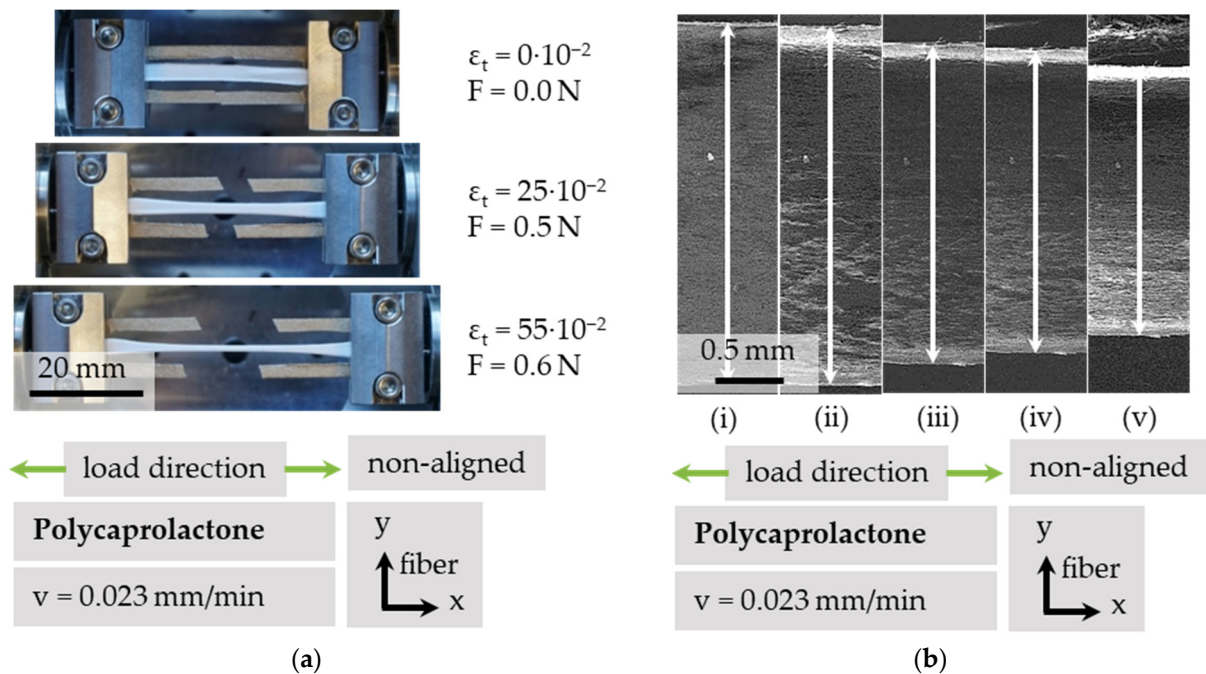 εt = 0·10–2
F = 0.0 N
εt = 25·10–2
F = 0.5 N
εt = 55·10–2
F = 0.6 N
20 mm
load direction
non-aligned
Polycaprolactone
v = 0.023 mm/min
y
fiber
x
(a)
0.5 mm
(i)
(ii)
(iii)
(iv)
(v)
load direction
non-aligned
Polycaprolactone
v = 0.023 mm/min
y
fiber
x
(b)